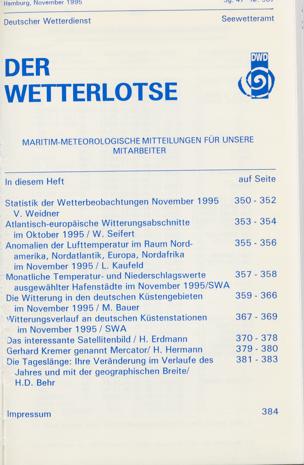 Hamburg, November 1995
Deutscher Wetterdienst Seewetteramt
DER
WETTERLOTSE
DWD
MARITIM-METEOROLOGISCHE MITTEILUNGEN FÜR UNSERE
MITARBEITER
In diesem Heft auf Seite
Statistik der Wetterbeobachtungen November 1995 350 - 352
V. Weidner
Atlantisch-europäische Witterungsabschnitte 353 - 354
im Oktober 1995 / W. Seifert
Anomalien der Lufttemperatur im Raum Nord- 355 - 356
amerika, Nordatlantik, Europa, Nordafrika
im November 1995 / L. Kaufeld
Monatliche Temperatur- und Niederschlagswerte 357 - 358
ausgewählter Hafenstädte im November 1995/SWA
Die Witterung in den deutschen Küstengebieten 359 - 366
im November 1995 / M. Bauer
Witterungsverlauf an deutschen Küstenstationen 367 - 369
im November 1995 / SWA
Das interessante Satellitenbild / H. Erdmann 370 - 378
Gerhard Kremer genannt Mercator/ H. Hermann 379 - 380
Die Tageslänge: Ihre Veränderung im Verlaufe des 381 - 383
Jahres und mit der geographischen Breite/
H.D. Behr
Impressum 384